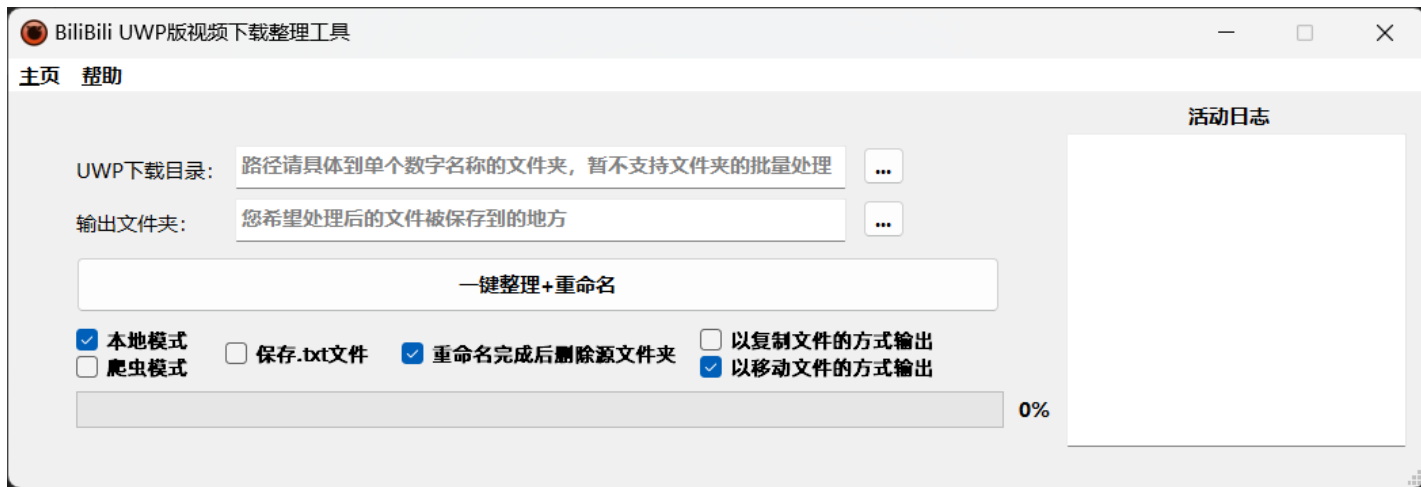 BiliBili UWP版视频下载整理工具
主页 帮助
活动日志
UWP下载目录: 路径请具体到单个数字名称的文件夹，暂不支持文件夹的批量处理 ...
输出文件夹: 您希望处理后的文件被保存到的地方 ...
一键整理+重命名
本地模式
爬虫模式
保存.txt文件
重命名完成后删除源文件夹
以复制文件的方式输出
以移动文件的方式输出
0%